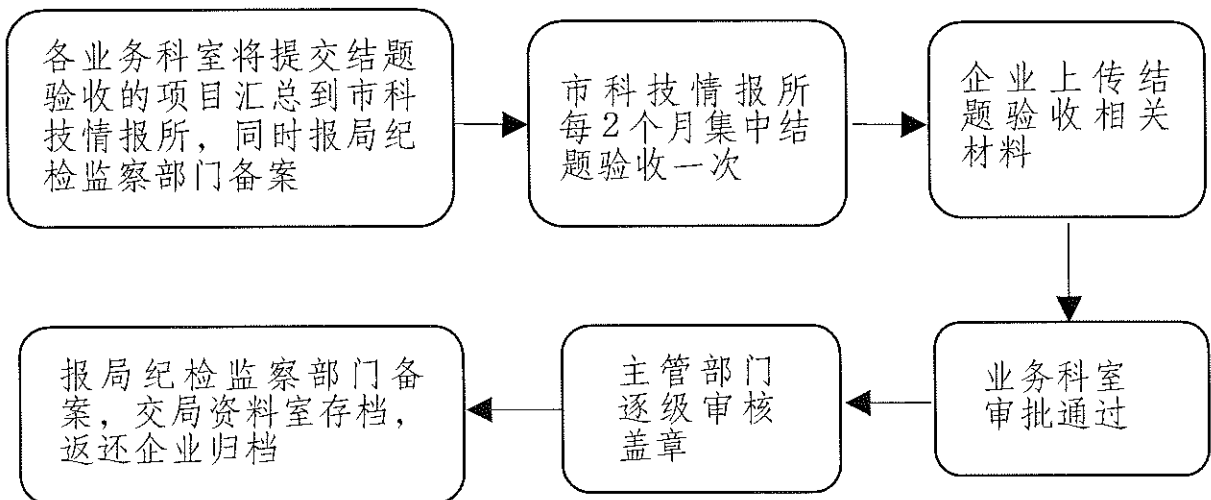 各业务科室将提交结题
验收的项目汇总到市科
技情报所，同时报局纪
检监察部门备案
市科技情报所
每2个月集中结
题验收一次
企业上传结
题验收相关
材料
业务科室
审批通过
主管部门
逐级审核
盖章
报局纪检监察部门备
案，交局资料室存档，
返还企业归档